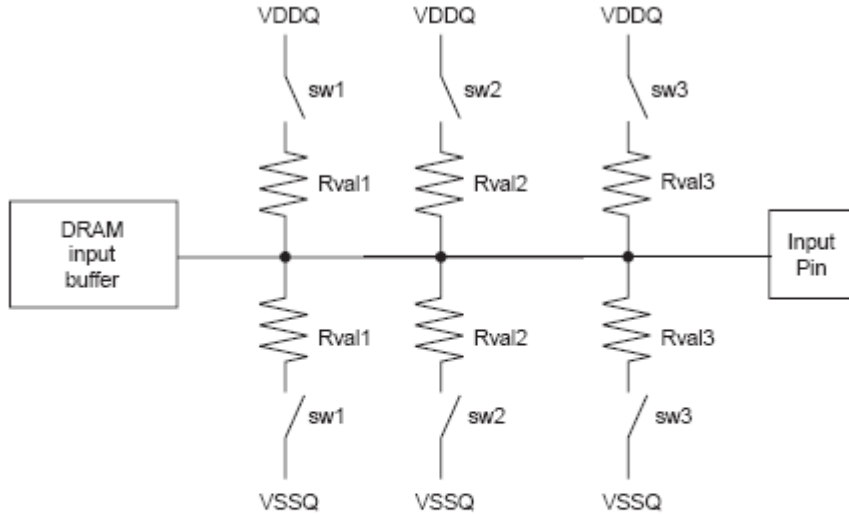 VDDQ VDDQ VDDQ
sw1 sw2 sw3
Rval1 Rval2 Rval3
DRAM
input
buffer
Input
Pin
Rval1 Rval2 Rval3
sw1 sw2 sw3
VSSQ VSSQ VSSQ